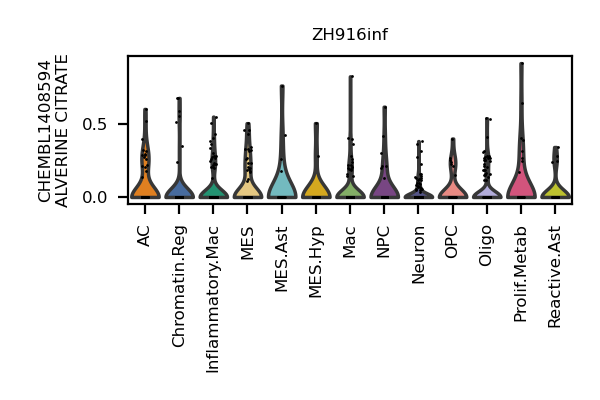 ZH916inf
CHEMBL1408594
ALVERINE CITRATE
0.5
0.0
AC
Chromatin.Reg
Inflammatory.Mac
MES
MES.Ast
MES.Hyp
Mac
NPC
Neuron
OPC
Oligo
Prolif.Metab
Reactive.Ast